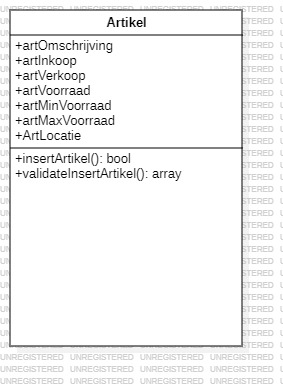 Artikel
+artOmschrijving
+artInkoop
+artVerkoop
+artVoorraad
+artMinVoorraad
+artMaxVoorraad
+ArtLocatie
+insertArtikel(): bool
+validateInsertArtikel(): array
UNREGISTERED UNREGISTERED UNREGISTERED UNREGISTERED
UNREGISTERED UNREGISTERED UNREGISTERED UNREGISTERED
UNREGISTERED UNREGISTERED UNREGISTERED UNREGISTERED